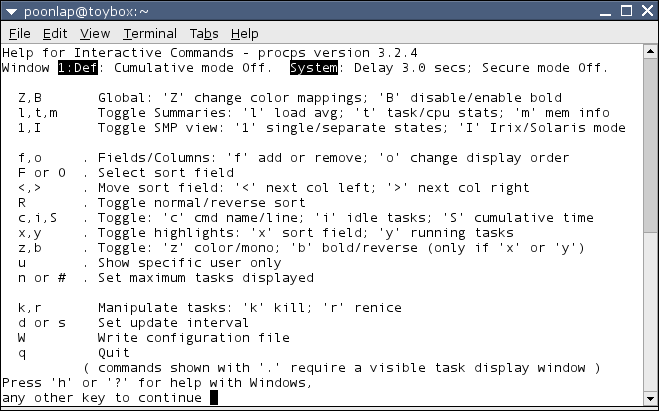 poonlap@toybox:~
File Edit View Terminal Tabs Help
Help for Interactive Commands - procps version 3.2.4
Window 1:Def: Cumulative mode Off.  System: Delay 3.0 secs; Secure mode Off.

  Z,B       Global: 'Z' change color mappings; 'B' disable/enable bold
  l,t,m     Toggle Summaries: 'l' load avg; 't' task/cpu stats; 'm' mem info
  1,I       Toggle SMP view: '1' single/separate states; 'I' Irix/Solaris mode

  f,o     . Fields/Columns: 'f' add or remove; 'o' change display order
  F or O  . Select sort field
  <,>     . Move sort field: '<' next col left; '>' next col right
  R       . Toggle normal/reverse sort
  c,i,S   . Toggle: 'c' cmd name/line; 'i' idle tasks; 'S' cumulative time
  x,y     . Toggle highlights: 'x' sort field; 'y' running tasks
  z,b     . Toggle: 'z' color/mono; 'b' bold/reverse (only if 'x' or 'y')
  u       . Show specific user only
  n or #  . Set maximum tasks displayed

  k,r       Manipulate tasks: 'k' kill; 'r' renice
  d or s    Set update interval
  W         Write configuration file
  q         Quit
          ( commands shown with '.' require a visible task display window )
Press 'h' or '?' for help with Windows,
any other key to continue